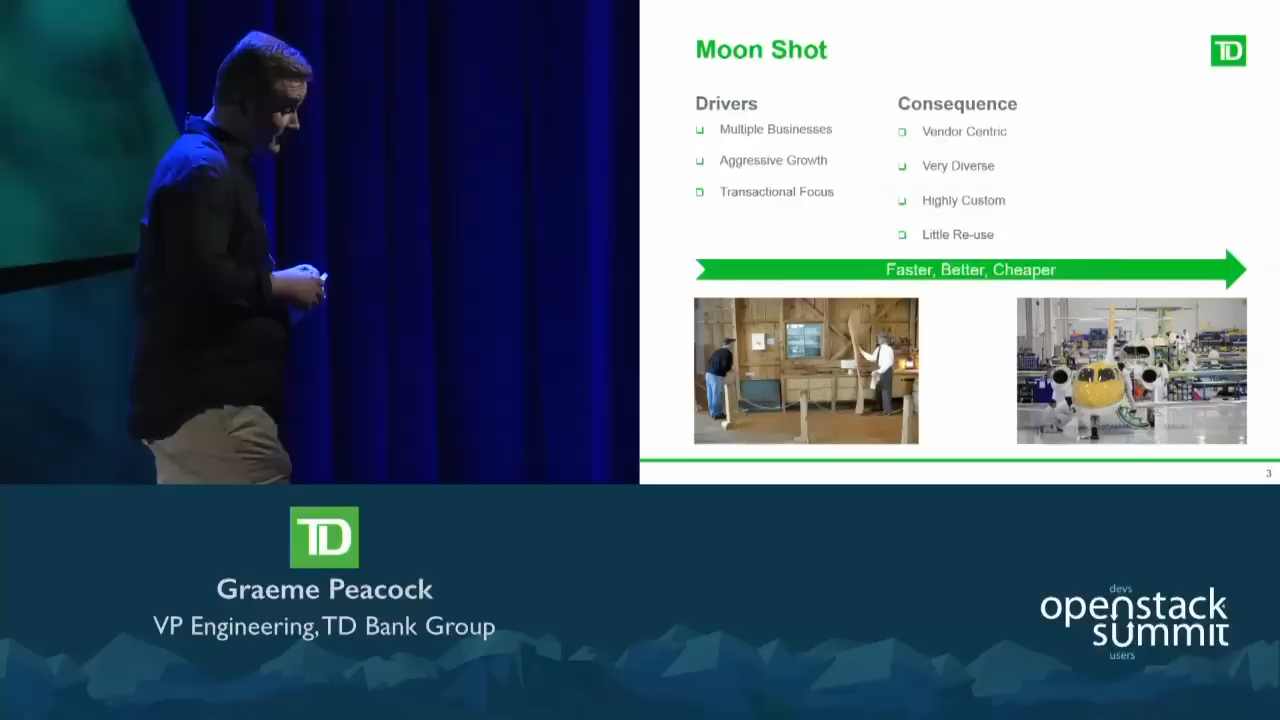 Moon Shot
TD
Drivers
Multiple Businesses
Aggressive Growth
Transactional Focus
Consequence
Vendor Centric
Very Diverse
Highly Custom
Little Re-use
Faster, Better, Cheaper
3
TD
Graeme Peacock
VP Engineering, TD Bank Group
devs
openstack
summit
users